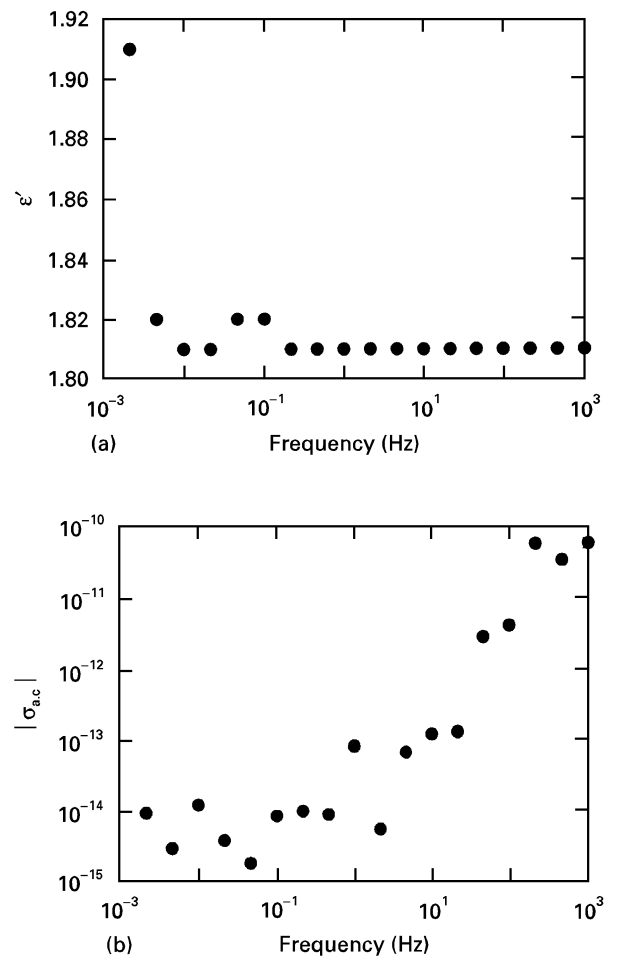 1.92
1.90
1.88
1.86
ε′
1.84
1.82
1.80
10⁻³ 10⁻¹ 10¹ 10³
(a) Frequency (Hz)
10⁻¹⁰
10⁻¹¹
10⁻¹²
| σa.c |
10⁻¹³
10⁻¹⁴
10⁻¹⁵
10⁻³ 10⁻¹ 10¹ 10³
(b) Frequency (Hz)